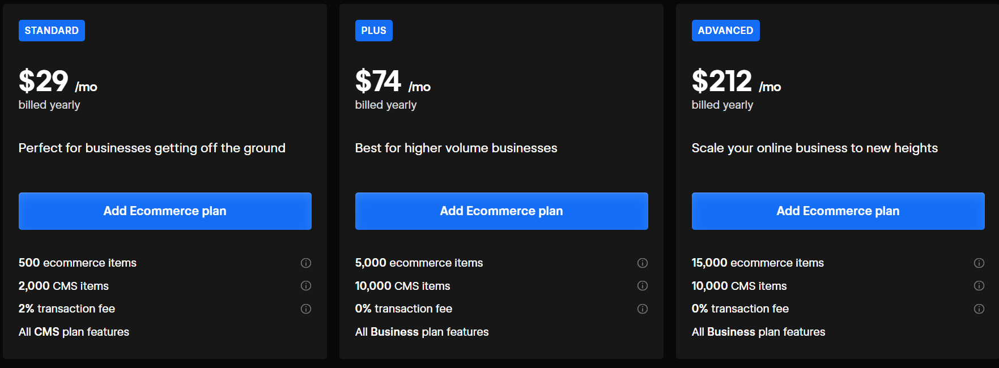 STANDARD
$29 /mo
billed yearly
Perfect for businesses getting off the ground
Add Ecommerce plan
500 ecommerce items
2,000 CMS items
2% transaction fee
All CMS plan features
PLUS
$74 /mo
billed yearly
Best for higher volume businesses
Add Ecommerce plan
5,000 ecommerce items
10,000 CMS items
0% transaction fee
All Business plan features
ADVANCED
$212 /mo
billed yearly
Scale your online business to new heights
Add Ecommerce plan
15,000 ecommerce items
10,000 CMS items
0% transaction fee
All Business plan features